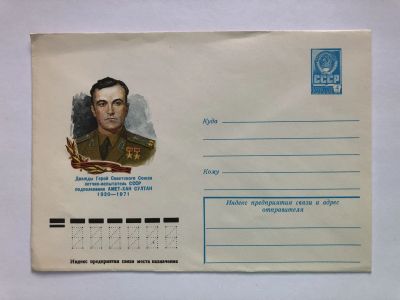 СССР
Куда
Кому
Дважды Герой Советского Союза
летчик-испытатель СССР
подполковник АМЕТ-ХАН СУЛТАН
1920—1971
Индекс предприятия связи и адрес
отправителя
Индекс предприятия связи места назначения